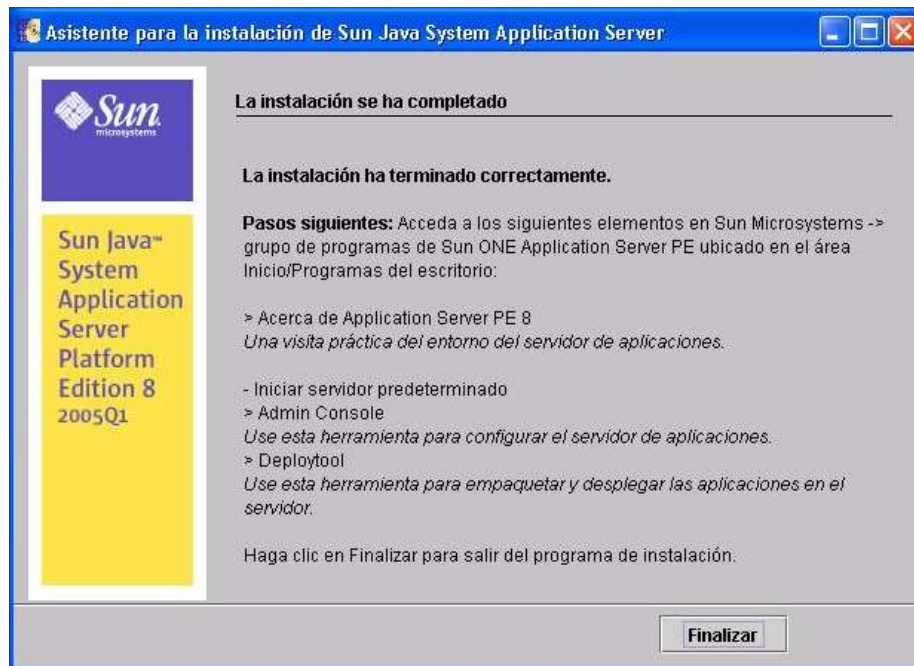 Asistente para la instalación de Sun Java System Application Server
Sun
microsystems
Sun Java™
System
Application
Server
Platform
Edition 8
2005Q1
La instalación se ha completado
La instalación ha terminado correctamente.
Pasos siguientes: Acceda a los siguientes elementos en Sun Microsystems ->
grupo de programas de Sun ONE Application Server PE ubicado en el área
Inicio/Programas del escritorio:
> Acerca de Application Server PE 8
Una visita práctica del entorno del servidor de aplicaciones.
- Iniciar servidor predeterminado
> Admin Console
Use esta herramienta para configurar el servidor de aplicaciones.
> Deploytool
Use esta herramienta para empaquetar y desplegar las aplicaciones en el
servidor.
Haga clic en Finalizar para salir del programa de instalación.
Finalizar